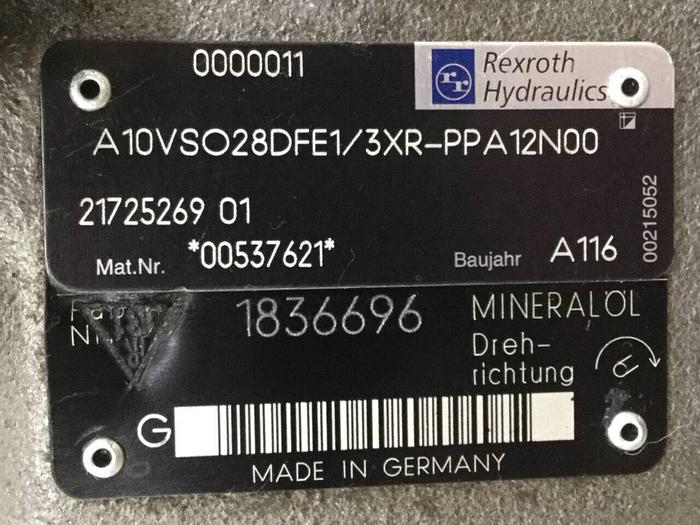 0000011
Rexroth
Hydraulics
A10VSO28DFE1/3XR-PPA12N00
21725269 01
Mat.Nr. *00537621* Baujahr A116
00215052
1836696 MINERALÖL
Dreh-
richtung
G
MADE IN GERMANY